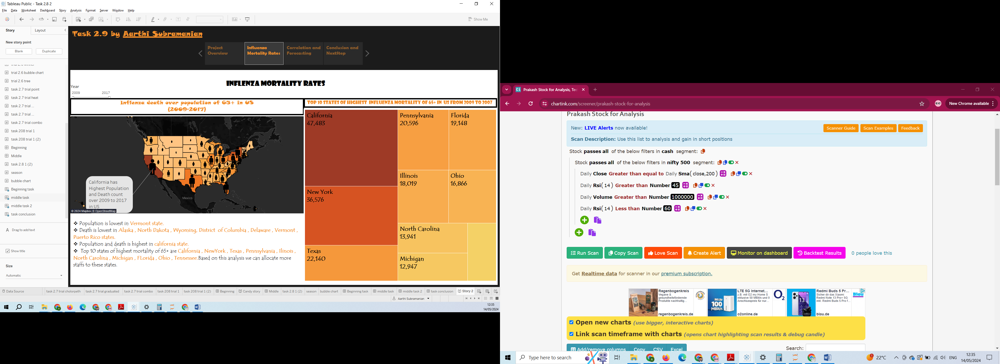 Tableau Public - Task 2.8 2
File Data Worksheet Dashboard Story Analysis Format Server Window Help
Show Me
Story Layout
New story point
Blank Duplicate
trial 2.6 bubble chart
trial 2.6 tree
task 2.7 trial point
task 2.7 trial heat
task 2.7 trial ...
task 2.7 trial ...
task 2.7 trial combo
task 208 trial 1
task 208 trial 1 (2)
Beginning
Middle
task 2.8 1 (2)
season
bubble chart
Beginning task
middle task
middle task 2
task conclusion
A Drag to add text
Show title
Size
Automatic
Task 2.9 by Aarthi Subramanian
Project
Overview
Influenza
Mortality Rates
Correlation and
Forecasting
Conclusion and
NextStep
INFLENZA MORTALITY RATES
Year
2009 2017
Inflenza death over population of 65+ in US
(2009-2017)
California has
Highest Population
and Death count
over 2009 to 2017
in US
Mexico
© 2024 Mapbox © OpenStreetMap
❖ Population is lowest in Vermont state.
❖ Death is lowest in Alaska , North Dakota , Wyoming, District of Columbia , Delaware , Vermont ,
Puerto Rico states.
❖ Population and death is highest in california state.
❖ Top 10 states of highest mortality of 65+ are California , NewYork , Texas , Pennsylvania , Ilinois ,
North Carolina , Michigan , FLorida , Ohio , Tennessee.Based on this analysis we can allocate more
staffs to these states.
TOP 10 STATES OF HIGHEST INFLUENZA MORTALITY OF 65+ IN US FROM 2009 TO 2007
California
47,483
New York
36,576
Texas
22,140
Pennsylvania
20,596
Florida
19,148
Illinois
18,019
Ohio
16,866
North Carolina
13,941
Michigan
12,947
Data Source task 2.7 trial cholorpeth task 2.7 trial graduated task 2.7 trial combo task 208 trial 1 task 208 trial 1 (2) Beginning Candy story Middle task 2.8 1 (2) season bubble chart Beginning task middle task middle task 2 task conclusion Story 2
Aarthi Subramanian
12:35
14/05/2024
Ci Prakash Stock for Analysis, Tec
chartink.com/screener/prakash-stock-for-analysis
New Chrome available
Prakash Stock for Analysis
New: LIVE Alerts now available!
Scanner Guide Scan Examples Feedback
Scan Description: Use this list to analysis and gain in short positions
Stock passes all of the below filters in cash segment:
Stock passes all of the below filters in nifty 500 segment:
Daily Close Greater than equal to Daily Sma( close,200 )
Daily Rsi( 14 ) Greater than Number 45
Daily Volume Greater than Number 1000000
Daily Rsi( 14 ) Less than Number 60
Run Scan Copy Scan Love Scan Create Alert Monitor on dashboard Backtest Results 0 people love this
Get Realtime data for scanner in our premium subscription.
Regenbogenkreis
Vegane &
gesundheitsfördernde
Produkte nachhaltig...
regenbogenkreis.de
BIS ZU
100
MBit/s
LTE 5G Internet...
z.B. mit O2 my Home S
inklusive 50 MBit/s und 0
Anschlusspreis für nur...
o2online.de
O2
Redmi Buds 5 Pr...
Sicher dir das Xiaomi
Redmi Note 13 Pro+ 5G
inkl. Redmi Buds 5 Pro f...
blau.de
Blau
Open new charts (use bigger, interactive charts)
Link scan timeframe with charts (opens chart highlighting scan results & debug candle)
Add/remove columns Copy CSV Excel
Search:
Type here to search
22°C
ENG
12:35
14/05/2024